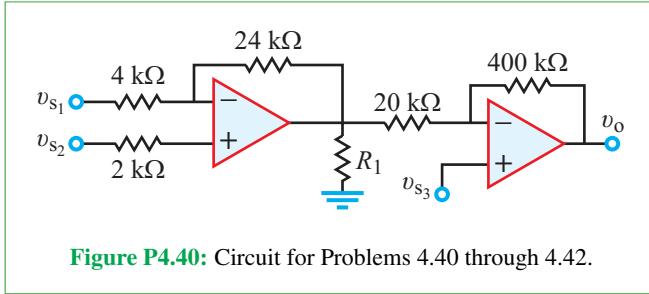 24 kΩ
400 kΩ
4 kΩ
20 kΩ
υs1
υs2
−
+
−
+
υo
2 kΩ
R1
υs3
Figure P4.40: Circuit for Problems 4.40 through 4.42.